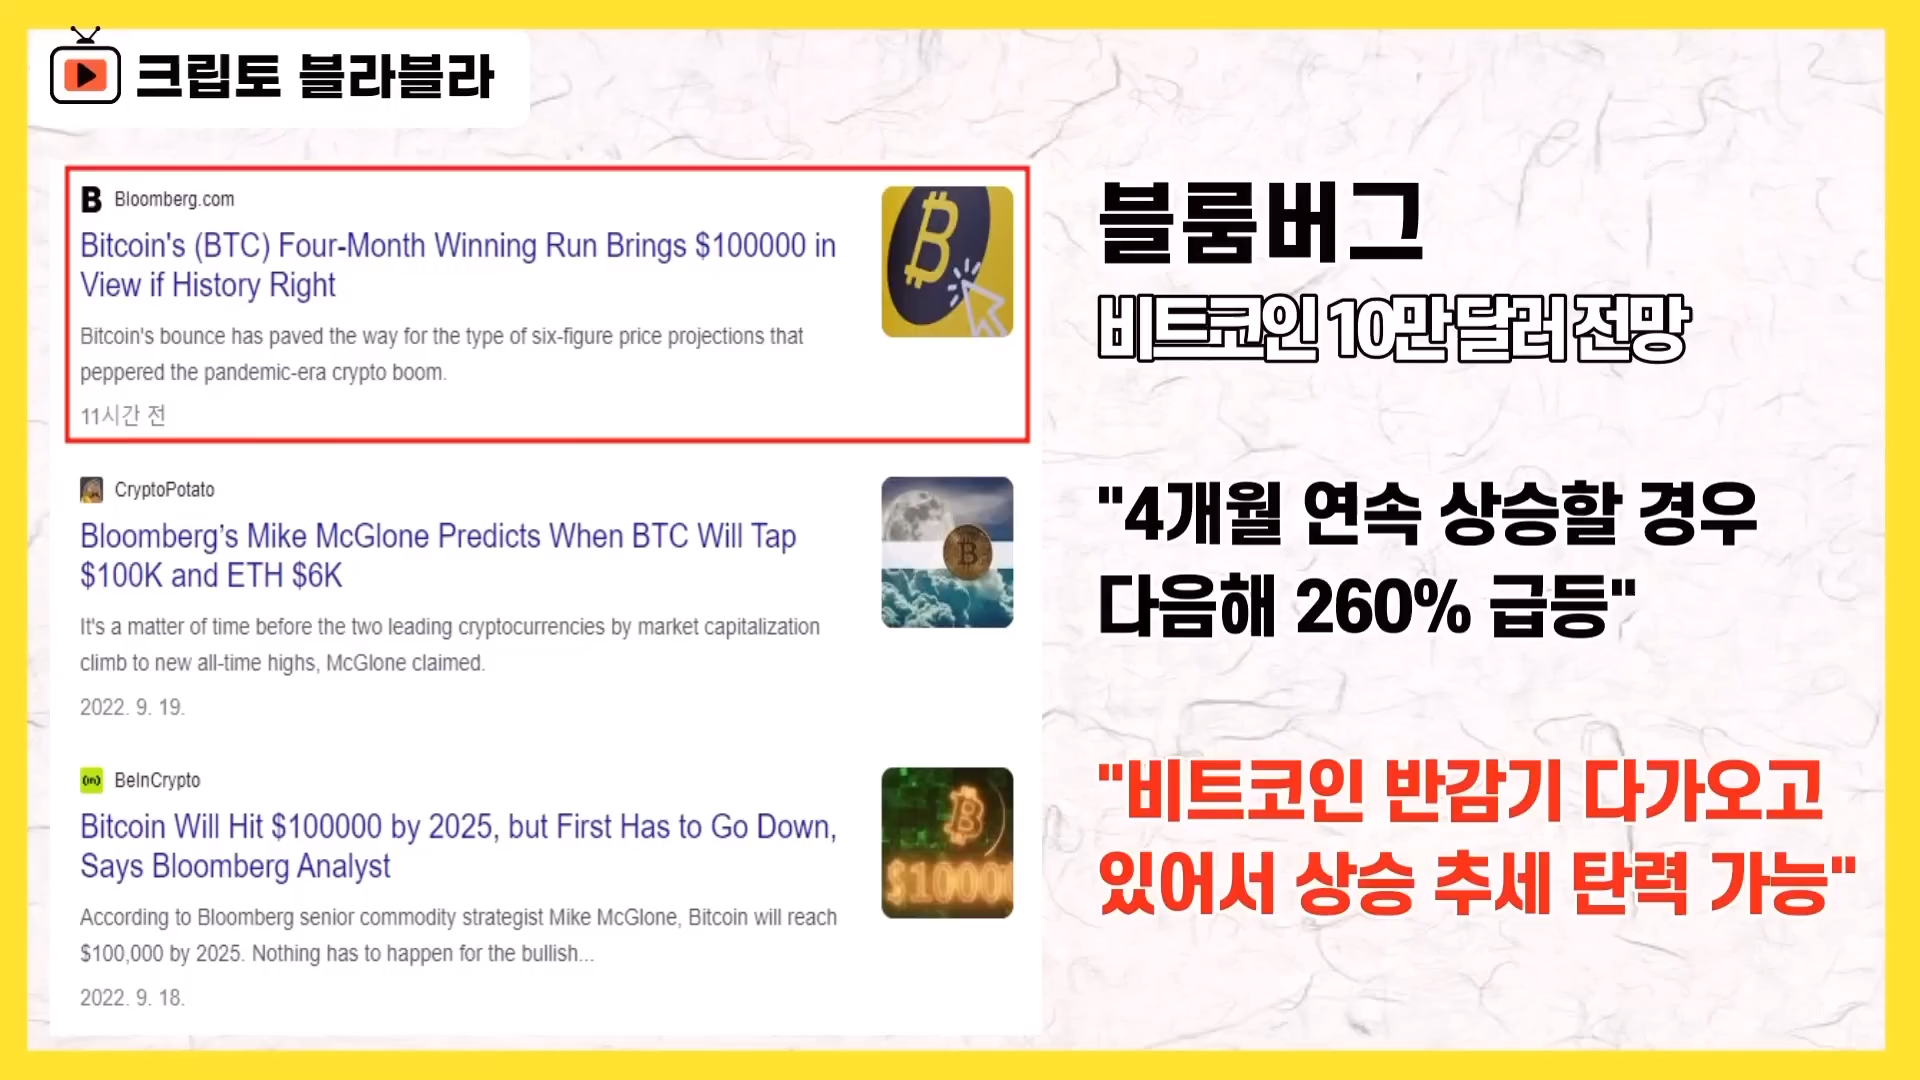 크립토 블라블라
Bloomberg.com
Bitcoin's (BTC) Four-Month Winning Run Brings $100000 in
View if History Right
Bitcoin's bounce has paved the way for the type of six-figure price projections that
peppered the pandemic-era crypto boom.
11시간 전
CryptoPotato
Bloomberg’s Mike McGlone Predicts When BTC Will Tap
$100K and ETH $6K
It's a matter of time before the two leading cryptocurrencies by market capitalization
climb to new all-time highs, McGlone claimed.
2022. 9. 19.
BeInCrypto
Bitcoin Will Hit $100000 by 2025, but First Has to Go Down,
Says Bloomberg Analyst
According to Bloomberg senior commodity strategist Mike McGlone, Bitcoin will reach
$100,000 by 2025. Nothing has to happen for the bullish...
2022. 9. 18.
블룸버그
비트코인 10만 달러 전망
"4개월 연속 상승할 경우
다음해 260% 급등"
"비트코인 반감기 다가오고
있어서 상승 추세 탄력 가능"